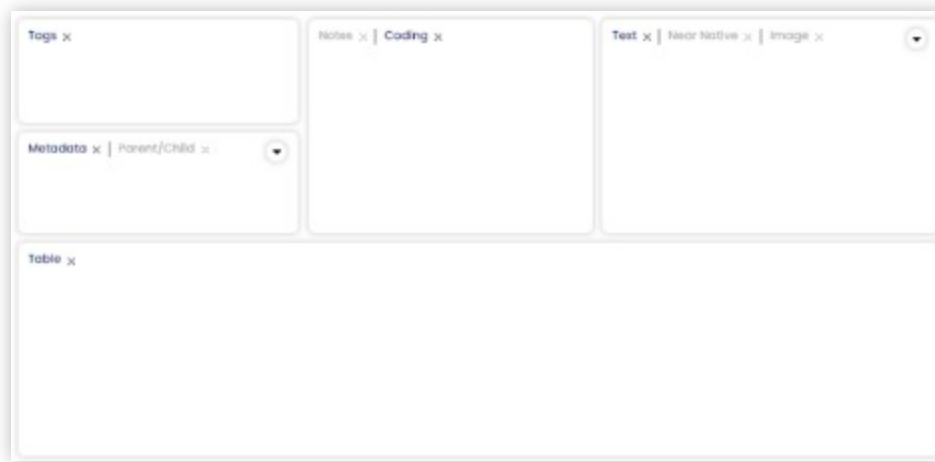 Tags ×
Notes × | Coding ×
Text × | Near Native × | Image ×
Metadata × | Parent/Child ×
Table ×